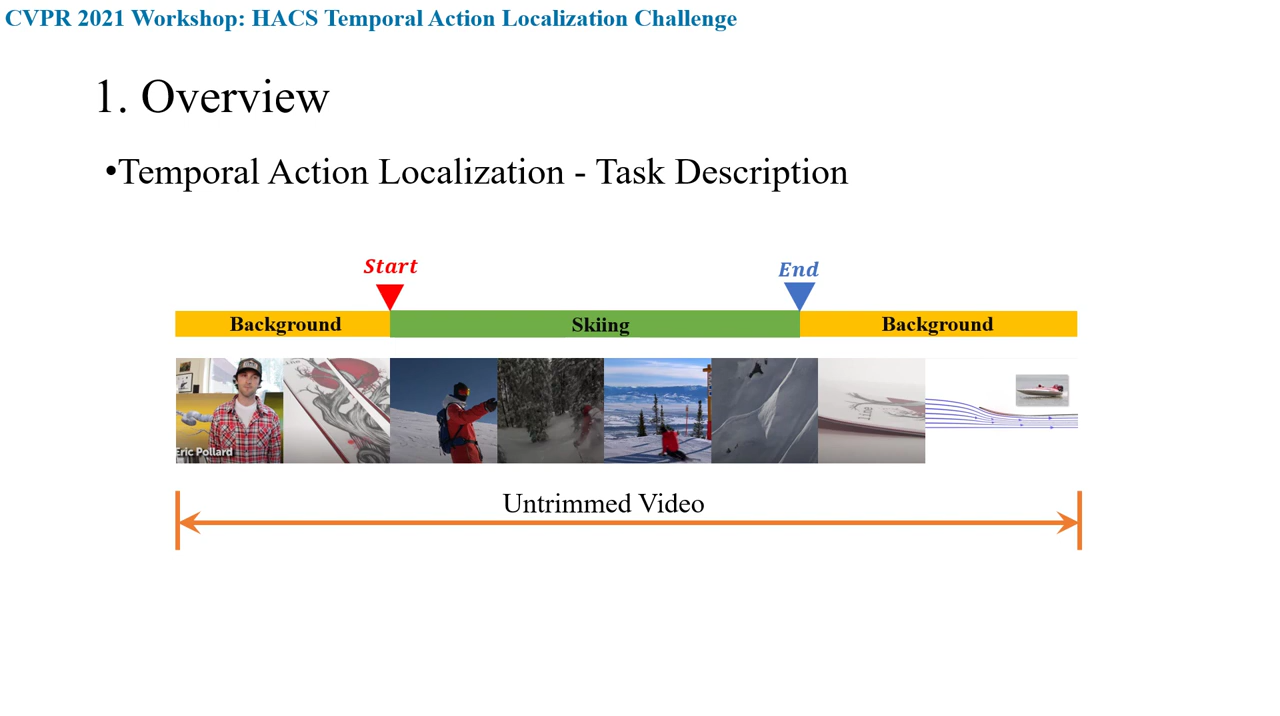 CVPR 2021 Workshop: HACS Temporal Action Localization Challenge
1. Overview
•Temporal Action Localization - Task Description
Start
End
Background
Skiing
Background
Eric Pollard
line
Untrimmed Video